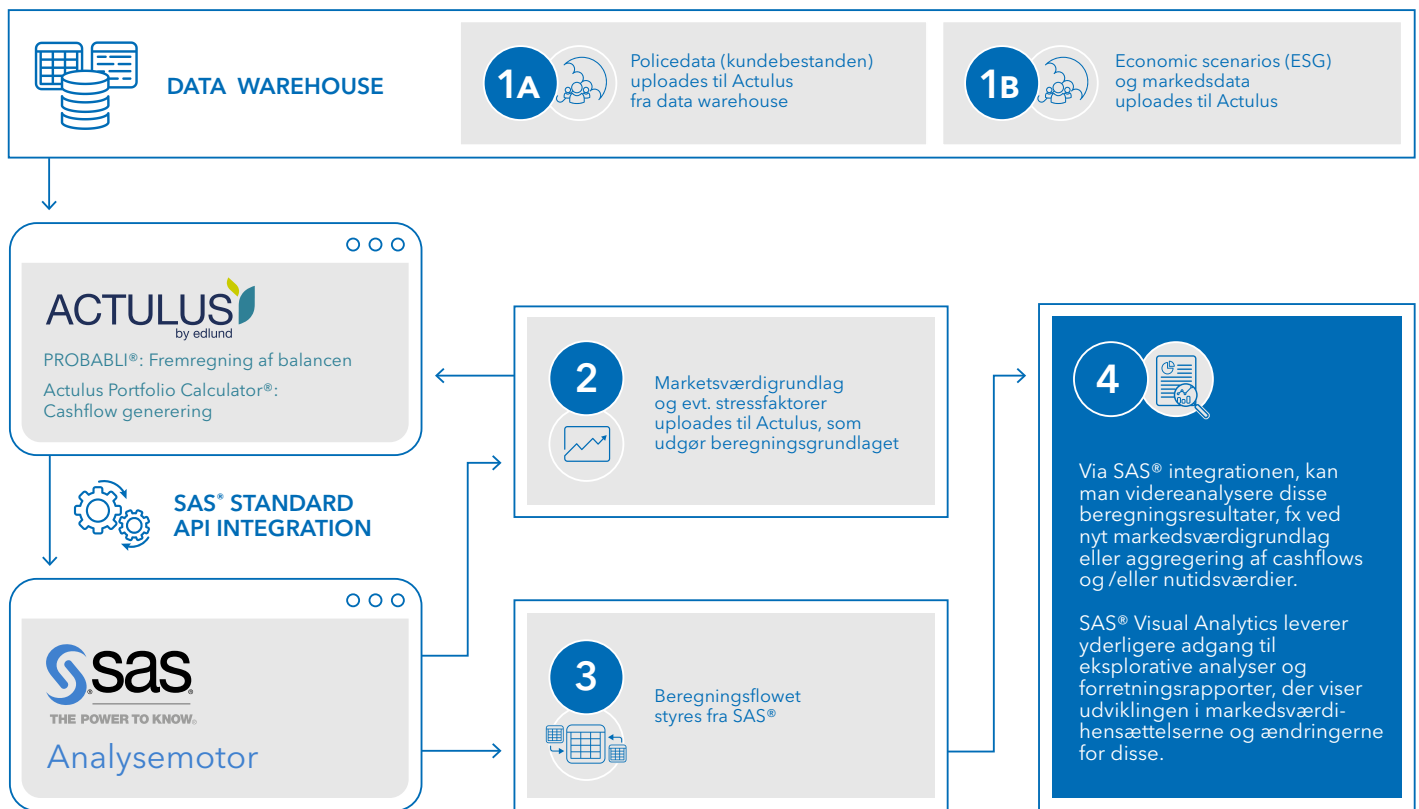 DATA WAREHOUSE
1A
Policedata (kundebestanden)
uploades til Actulus
fra data warehouse
1B
Economic scenarios (ESG)
og markedsdata
uploades til Actulus
ACTULUS
by edlund
PROBABLI®: Fremregning af balancen
Actulus Portfolio Calculator®:
Cashflow generering
SAS® STANDARD
API INTEGRATION
sas®
THE POWER TO KNOW®
Analysemotor
2
Marketsværdigrundlag
og evt. stressfaktorer
uploades til Actulus, som
udgør beregningsgrundlaget
3
Beregningsflowet
styres fra SAS®
4
Via SAS® integrationen, kan
man videreanalysere disse
beregningsresultater, fx ved
nyt markedsværdigrundlag
eller aggregering af cashflows
og /eller nutidsværdier.
SAS® Visual Analytics leverer
yderligere adgang til
eksplorative analyser og
forretningsrapporter, der viser
udviklingen i markedsværdi-
hensættelserne og ændringerne
for disse.